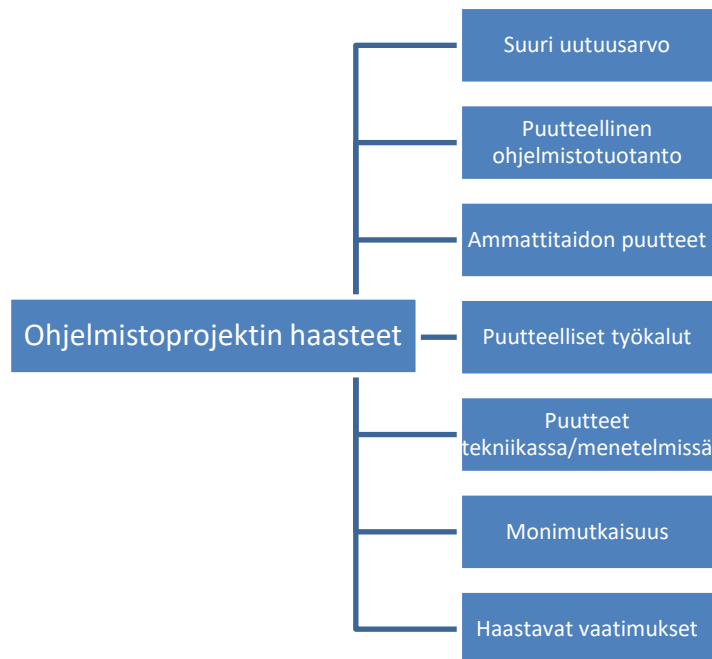 Suuri uutuusarvo
Puutteellinen
ohjelmistotuotanto
Ammattitaidon puutteet
Ohjelmistoprojektin haasteet
Puutteelliset työkalut
Puutteet
tekniikassa/menetelmissä
Monimutkaisuus
Haastavat vaatimukset